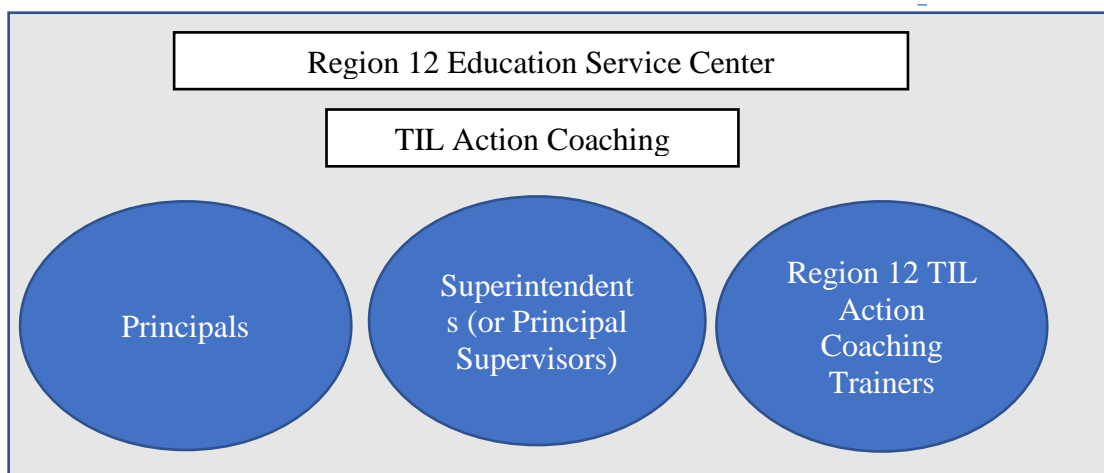 Region 12 Education Service Center
TIL Action Coaching
Principals
Superintendent
s (or Principal
Supervisors)
Region 12 TIL
Action
Coaching
Trainers